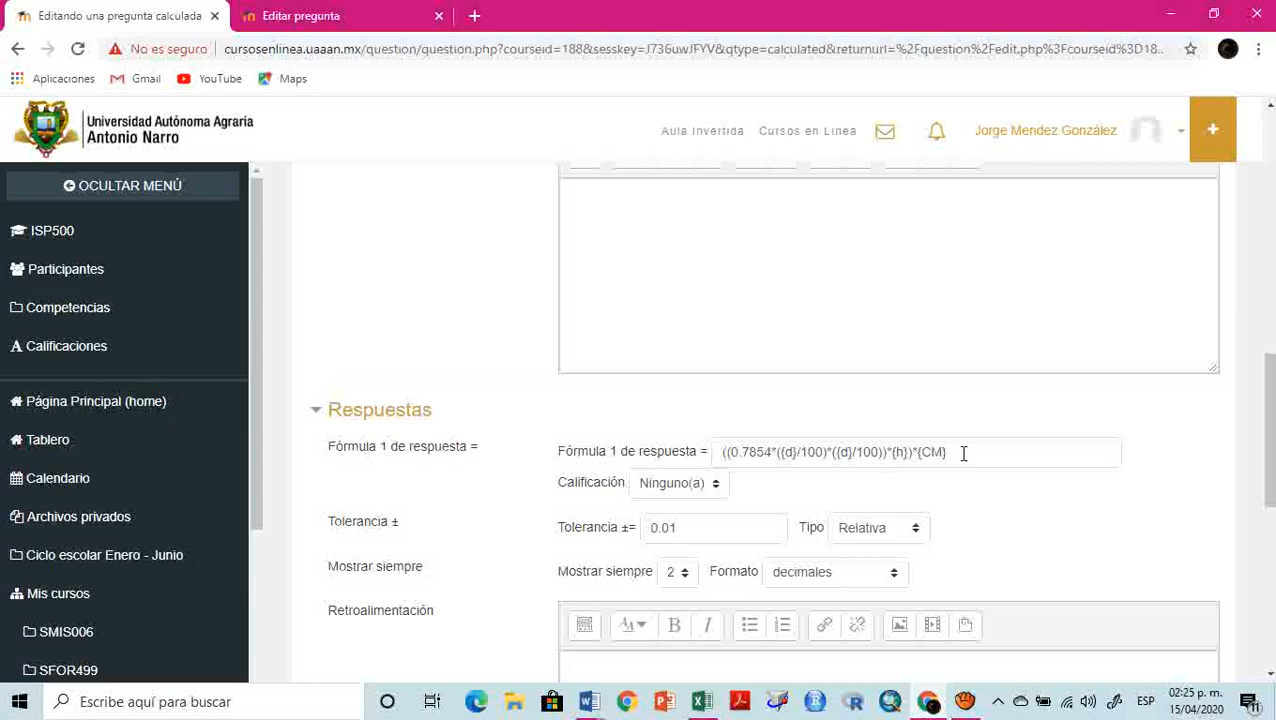 Editando una pregunta calculada
Editar pregunta
No es seguro
cursosenlinea.uaaan.mx/question/question.php?courseid=188&sesskey=J736uwJFYV&qtype=calculated&returnurl=%2Fquestion%2Fedit.php%3Fcourseid%3D18...
Aplicaciones
Gmail
YouTube
Maps
Universidad Autónoma Agraria
Antonio Narro
Aula Invertida
Cursos en Linea
Jorge Mendez González
OCULTAR MENÚ
ISP500
Participantes
Competencias
Calificaciones
Página Principal (home)
Tablero
Calendario
Archivos privados
Ciclo escolar Enero - Junio
Mis cursos
SMIS006
SFOR499
Respuestas
Fórmula 1 de respuesta =
Fórmula 1 de respuesta = ((0.7854*({d}/100)*({d}/100))*{h})*{CM}
Calificación Ninguno(a)
Tolerancia ±
Tolerancia ±= 0.01 Tipo Relativa
Mostrar siempre
Mostrar siempre 2 Formato decimales
Retroalimentación
Escribe aquí para buscar
ESP
02:25 p. m.
15/04/2020